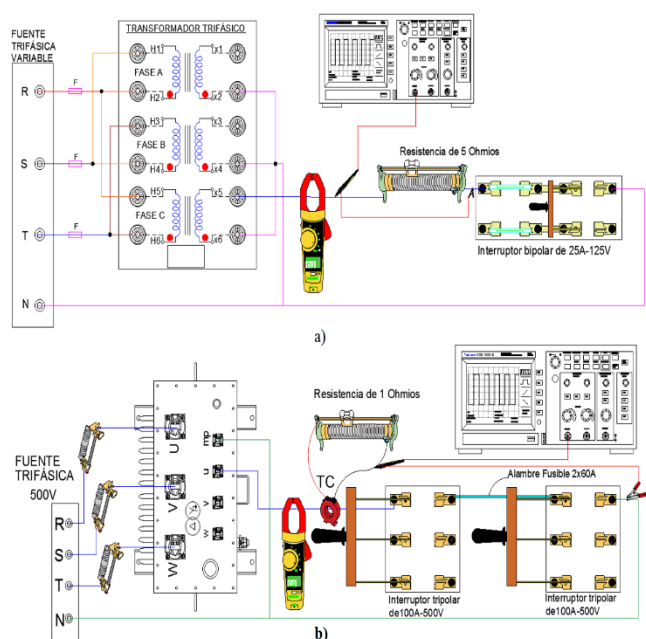 FUENTE
TRIFÁSICA
VARIABLE
TRANSFORMADOR TRIFÁSICO
H1
x1
FASE A
R
F
H2
x2
H3
x3
FASE B
S
F
H4
x4
H5
x5
FASE C
T
F
H6
x6
N
Resistencia de 5 Ohmios
A
Interruptor bipolar de 25A-125V
a)
FUENTE
TRIFÁSICA
500V
R
S
T
N
U
V
W
mp
u
v
w
Resistencia de 1 Ohmios
TC
Alambre Fusible 2x60A
Interruptor tripolar
de100A-500V
Interruptor tripolar
de100A-500V
b)